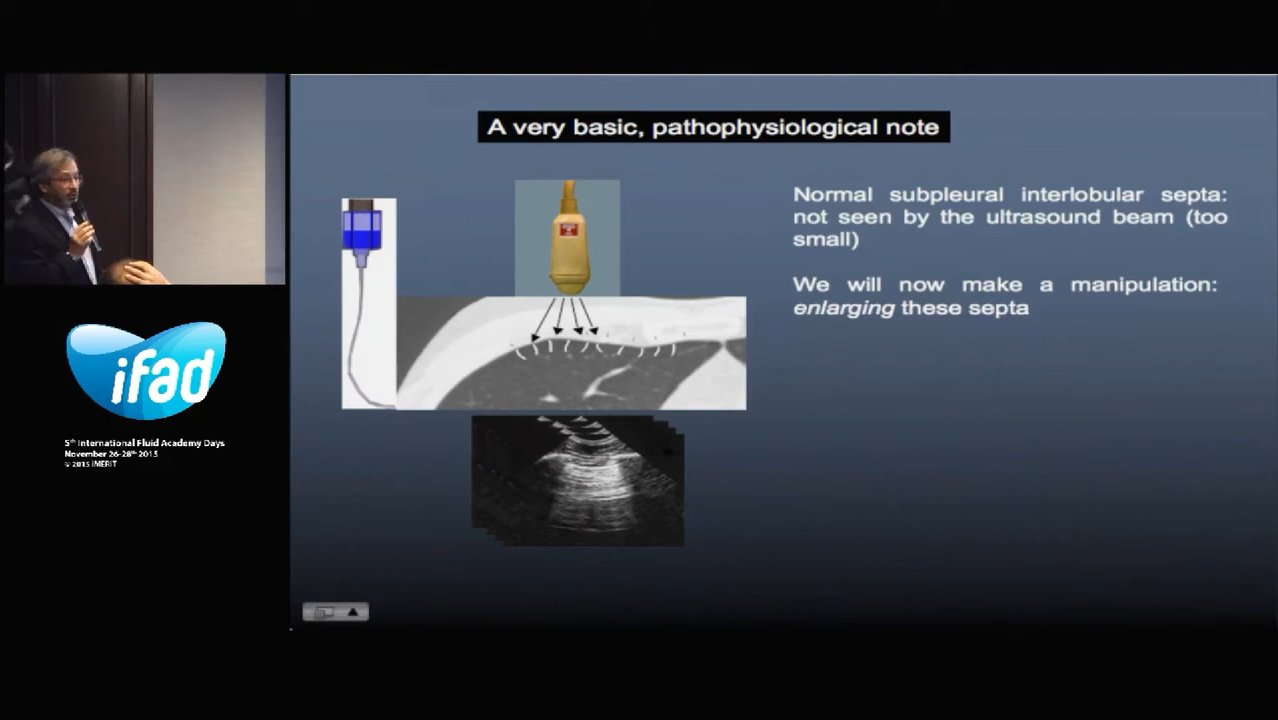 A very basic, pathophysiological note
Normal subpleural interlobular septa:
not seen by the ultrasound beam (too
small)
We will now make a manipulation:
enlarging these septa
ifad
5th International Fluid Academy Days
November 26-28th 2015
© 2015 iMERiT